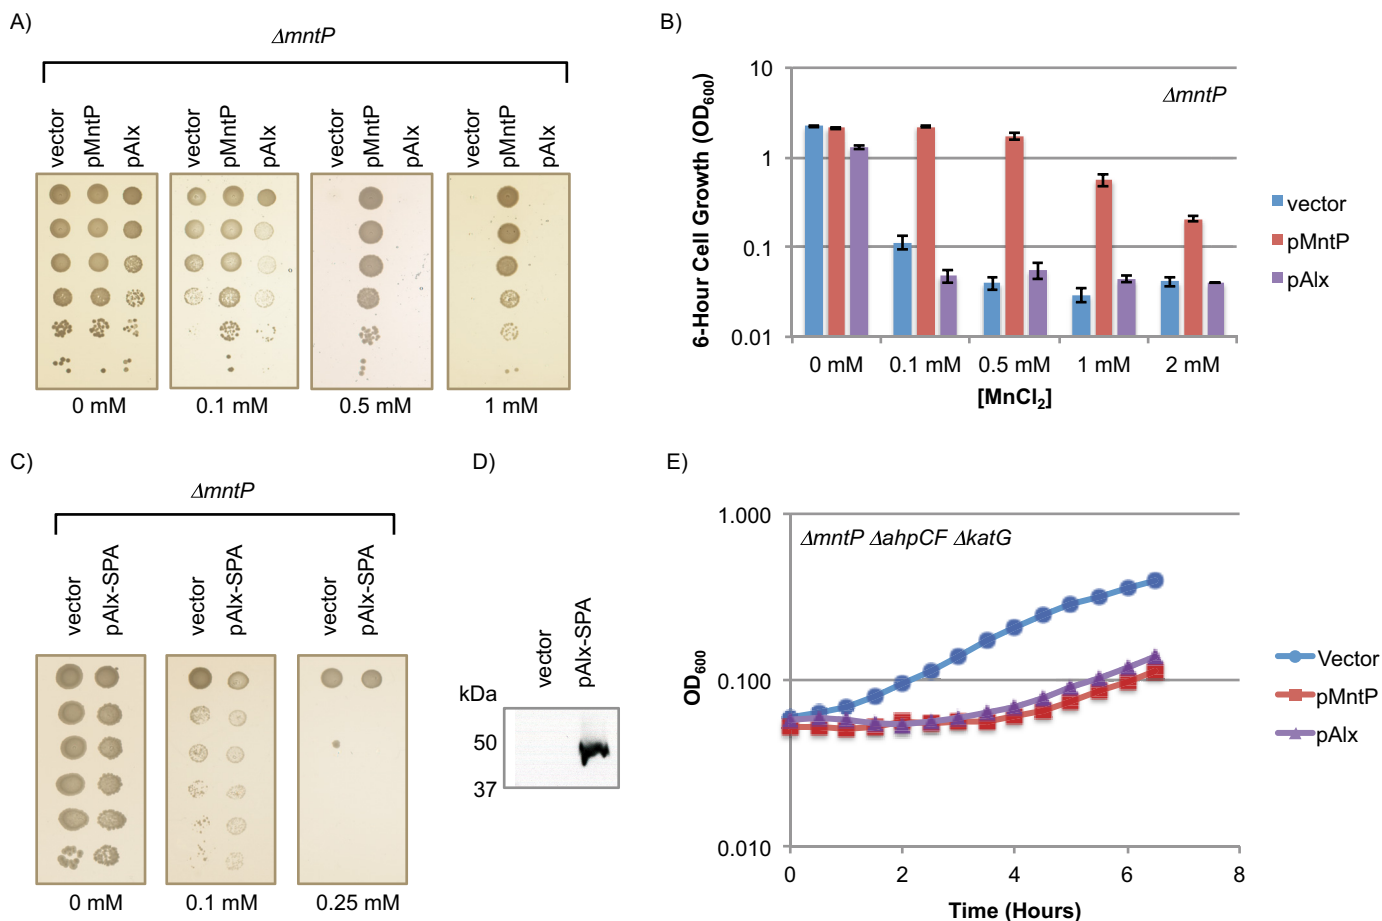 A)
ΔmntP
vector
pMntP
pAlx
vector
pMntP
pAlx
vector
pMntP
pAlx
vector
pMntP
pAlx
0 mM
0.1 mM
0.5 mM
1 mM
B)
ΔmntP
6-Hour Cell Growth (OD600)
10
1
0.1
0.01
0 mM
0.1 mM
0.5 mM
1 mM
2 mM
[MnCl2]
vector
pMntP
pAlx
C)
ΔmntP
vector
pAlx-SPA
vector
pAlx-SPA
vector
pAlx-SPA
0 mM
0.1 mM
0.25 mM
D)
vector
pAlx-SPA
kDa
50
37
E)
ΔmntP ΔahpCF ΔkatG
OD600
1.000
0.100
0.010
0
2
4
6
8
Time (Hours)
Vector
pMntP
pAlx